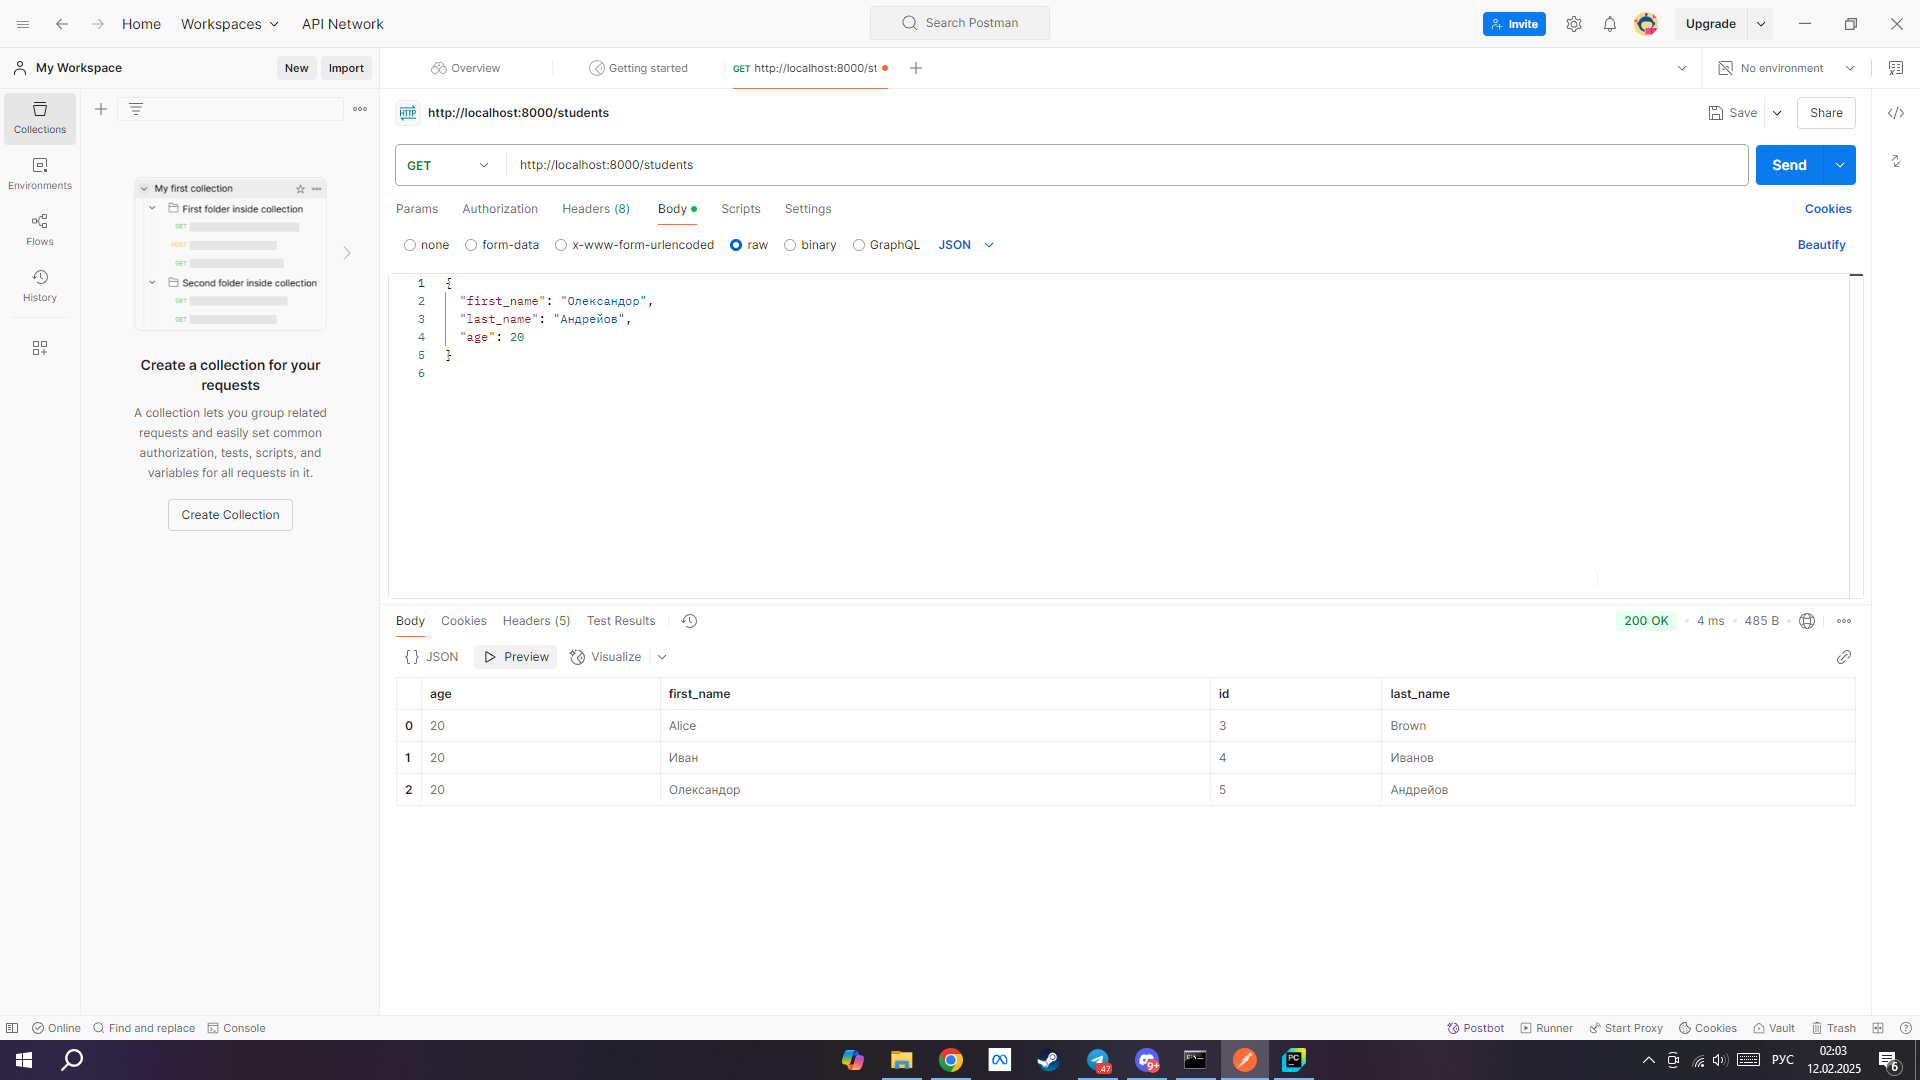 Home Workspaces API Network Search Postman Invite Upgrade
My Workspace New Import Overview Getting started GET http://localhost:8000/st No environment
Collections
Environments
Flows
History
My first collection
First folder inside collection
GET
POST
GET
Second folder inside collection
GET
GET
Create a collection for your
requests
A collection lets you group related
requests and easily set common
authorization, tests, scripts, and
variables for all requests in it.
Create Collection
HTTP http://localhost:8000/students Save Share
GET http://localhost:8000/students Send
Params Authorization Headers (8) Body Scripts Settings Cookies
none form-data x-www-form-urlencoded raw binary GraphQL JSON Beautify
1 {
2 "first_name": "Олександор",
3 "last_name": "Андрейов",
4 "age": 20
5 }
6
Body Cookies Headers (5) Test Results 200 OK 4 ms 485 B
{} JSON Preview Visualize
age first_name id last_name
0 20 Alice 3 Brown
1 20 Иван 4 Иванов
2 20 Олександор 5 Андрейов
Online Find and replace Console Postbot Runner Start Proxy Cookies Vault Trash
47 9+ PC РУС 02:03
12.02.2025 6